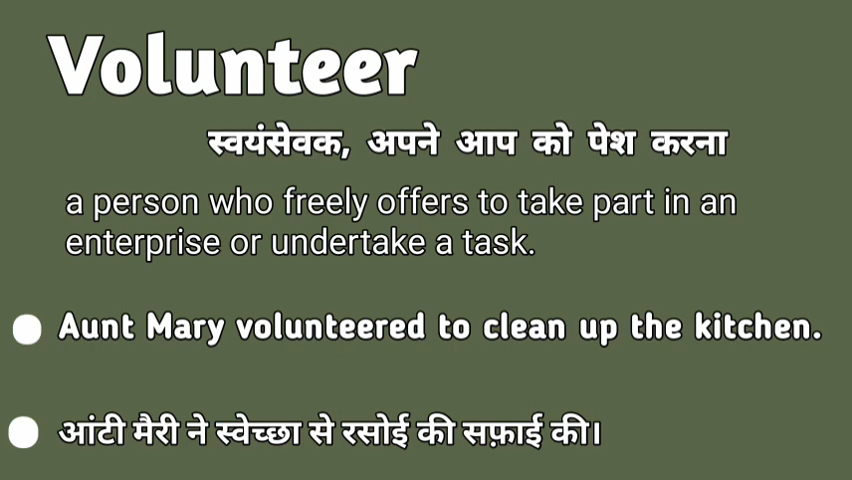 Volunteer
स्वयंसेवक, अपने आप को पेश करना
a person who freely offers to take part in an
enterprise or undertake a task.
Aunt Mary volunteered to clean up the kitchen.
आंटी मैरी ने स्वेच्छा से रसोई की सफ़ाई की।